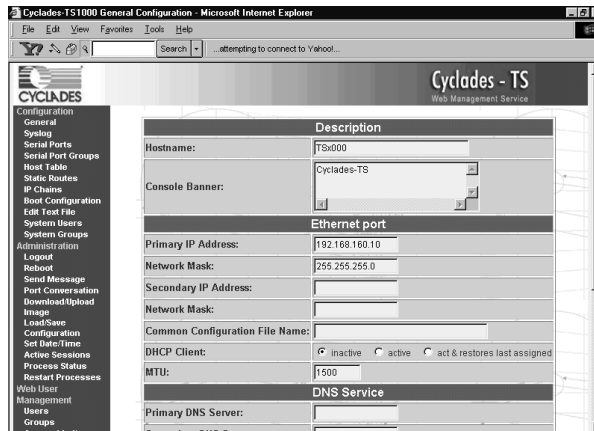 Cyclades-TS1000 General Configuration - Microsoft Internet Explorer
File Edit View Favorites Tools Help
Y7 Search ...attempting to connect to Yahoo!...
CYCLADES
Cyclades - TS
Web Management Service
Configuration
General
Syslog
Serial Ports
Serial Port Groups
Host Table
Static Routes
IP Chains
Boot Configuration
Edit Text File
System Users
System Groups
Administration
Logout
Reboot
Send Message
Port Conversation
Download/Upload
Image
Load/Save
Configuration
Set Date/Time
Active Sessions
Process Status
Restart Processes
Web User
Management
Users
Groups
Description
Hostname: TSx000
Console Banner: Cyclades-TS
Ethernet port
Primary IP Address: 192.168.160.10
Network Mask: 255.255.255.0
Secondary IP Address:
Network Mask:
Common Configuration File Name:
DHCP Client: inactive active act & restores last assigned
MTU: 1500
DNS Service
Primary DNS Server: